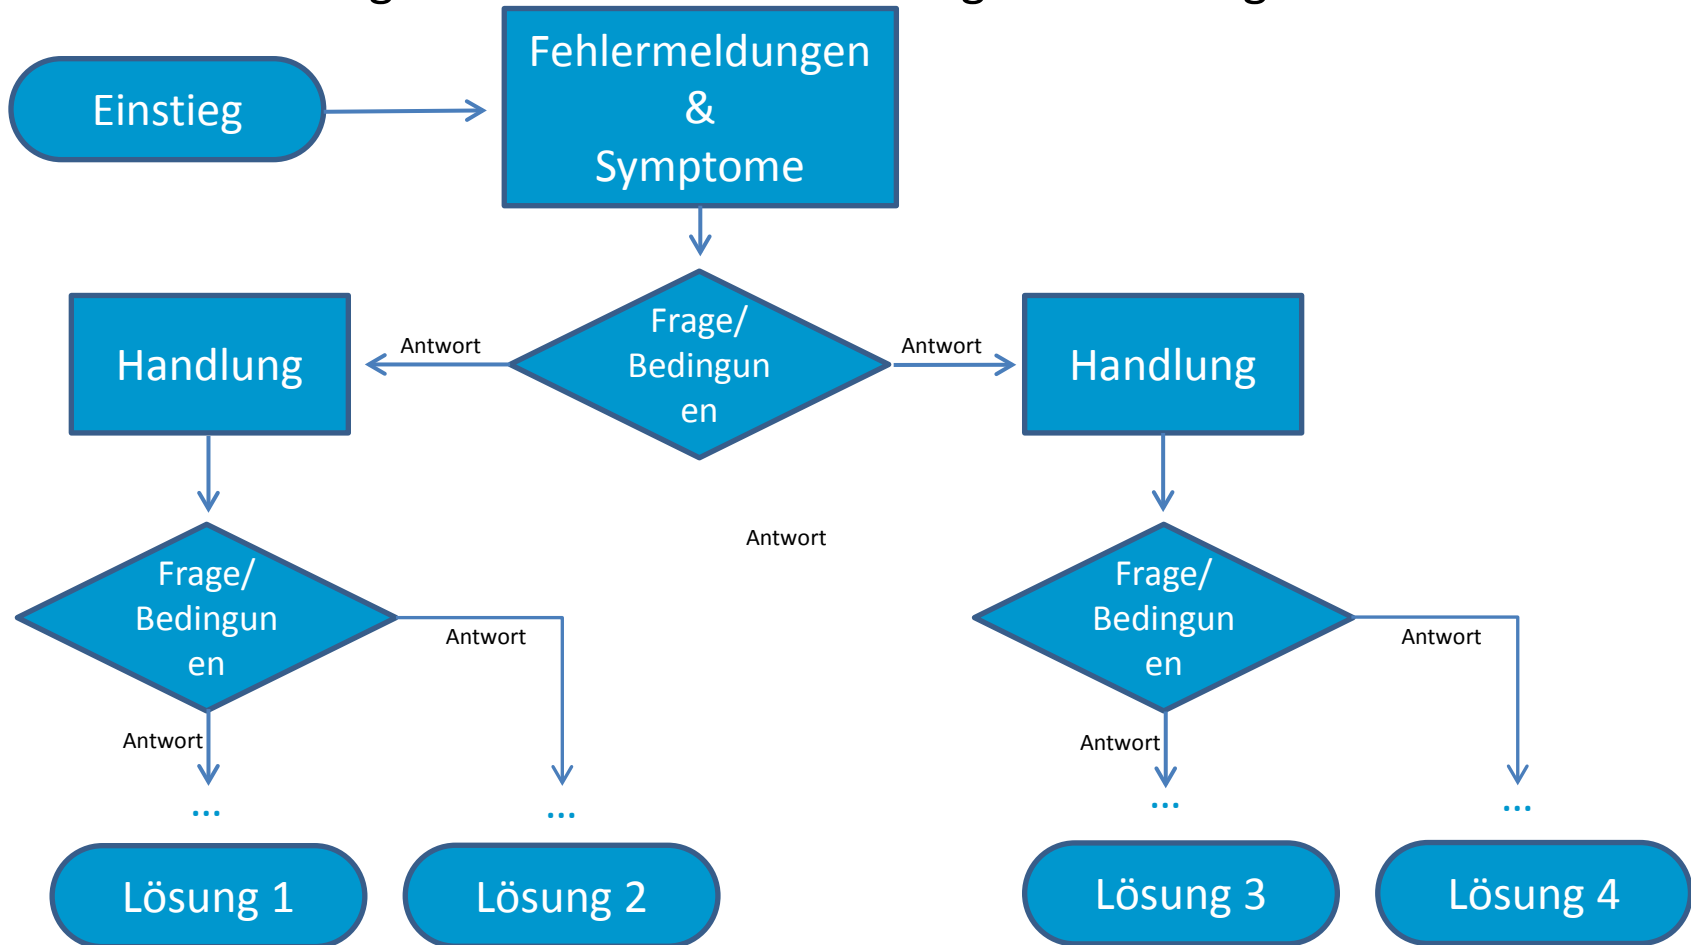 Fehlermeldungen
&
Symptome
Einstieg
Frage/
Bedingun
en
Antwort
Antwort
Handlung
Handlung
Antwort
Frage/
Bedingun
en
Frage/
Bedingun
en
Antwort
Antwort
Antwort
Antwort
...
...
...
...
Lösung 1
Lösung 2
Lösung 3
Lösung 4